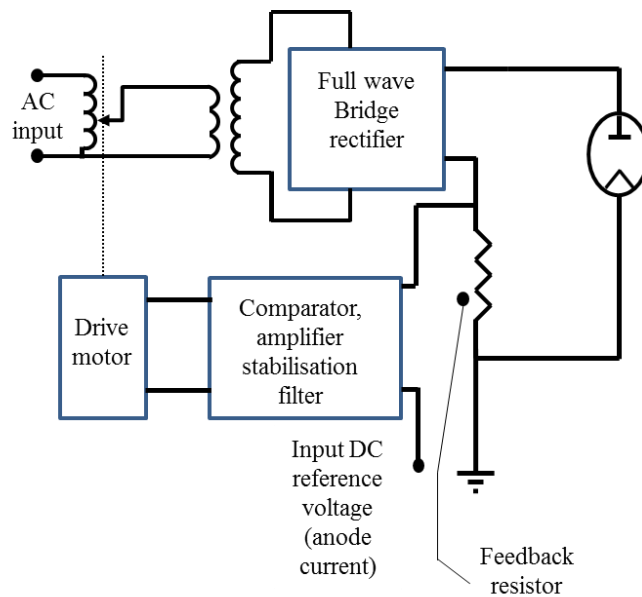 AC
input
Full wave
Bridge
rectifier
Drive
motor
Comparator,
amplifier
stabilisation
filter
Input DC
reference
voltage
(anode
current)
Feedback
resistor